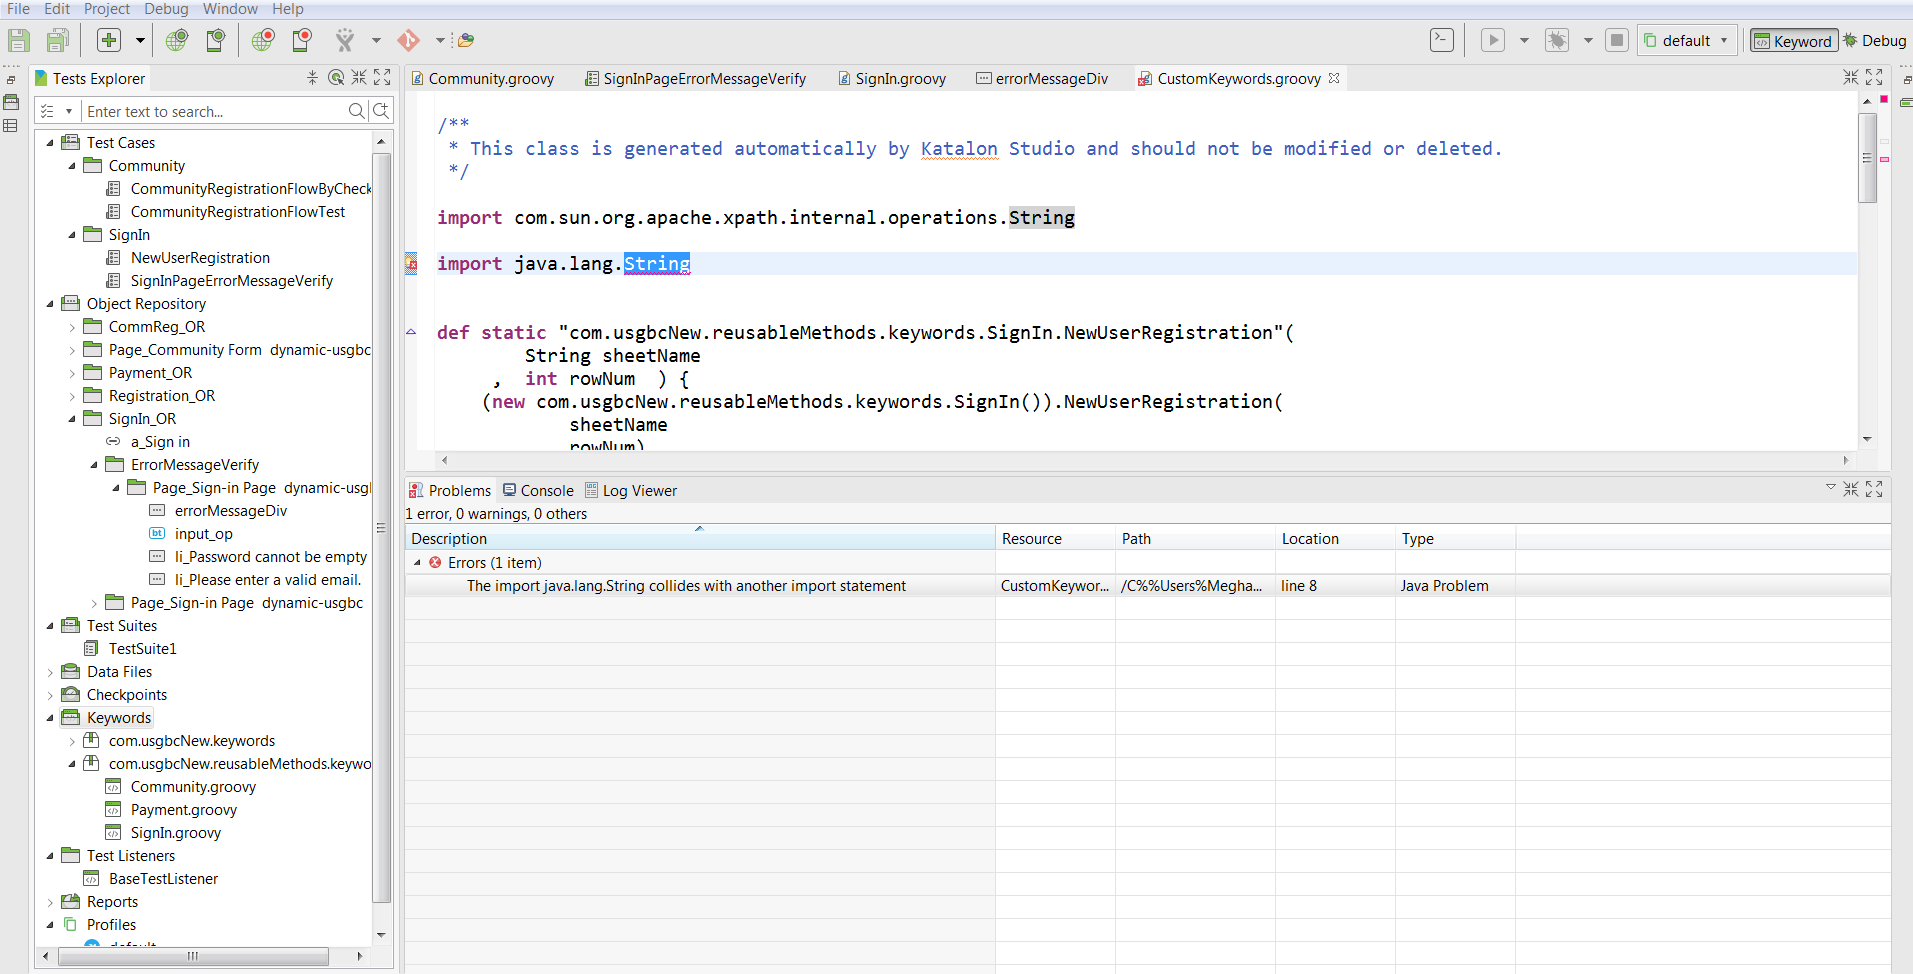 File Edit Project Debug Window Help
default Keyword Debug
Tests Explorer
Enter text to search...
Test Cases
Community
CommunityRegistrationFlowByCheck
CommunityRegistrationFlowTest
SignIn
NewUserRegistration
SignInPageErrorMessageVerify
Object Repository
CommReg_OR
Page_Community Form dynamic-usgbc
Payment_OR
Registration_OR
SignIn_OR
a_Sign in
ErrorMessageVerify
Page_Sign-in Page dynamic-usgl
errorMessageDiv
bt input_op
li_Password cannot be empty
li_Please enter a valid email.
Page_Sign-in Page dynamic-usgbc
Test Suites
TestSuite1
Data Files
Checkpoints
Keywords
com.usgbcNew.keywords
com.usgbcNew.reusableMethods.keywo
Community.groovy
Payment.groovy
SignIn.groovy
Test Listeners
BaseTestListener
Reports
Profiles
default
Community.groovy SignInPageErrorMessageVerify SignIn.groovy errorMessageDiv CustomKeywords.groovy
/**
* This class is generated automatically by Katalon Studio and should not be modified or deleted.
*/
import com.sun.org.apache.xpath.internal.operations.String
import java.lang.String
def static "com.usgbcNew.reusableMethods.keywords.SignIn.NewUserRegistration"(
String sheetName
, int rowNum ) {
(new com.usgbcNew.reusableMethods.keywords.SignIn()).NewUserRegistration(
sheetName
rowNum)
Problems Console Log Viewer
1 error, 0 warnings, 0 others
Description Resource Path Location Type
Errors (1 item)
The import java.lang.String collides with another import statement CustomKeywor... /C%%Users%Megha... line 8 Java Problem